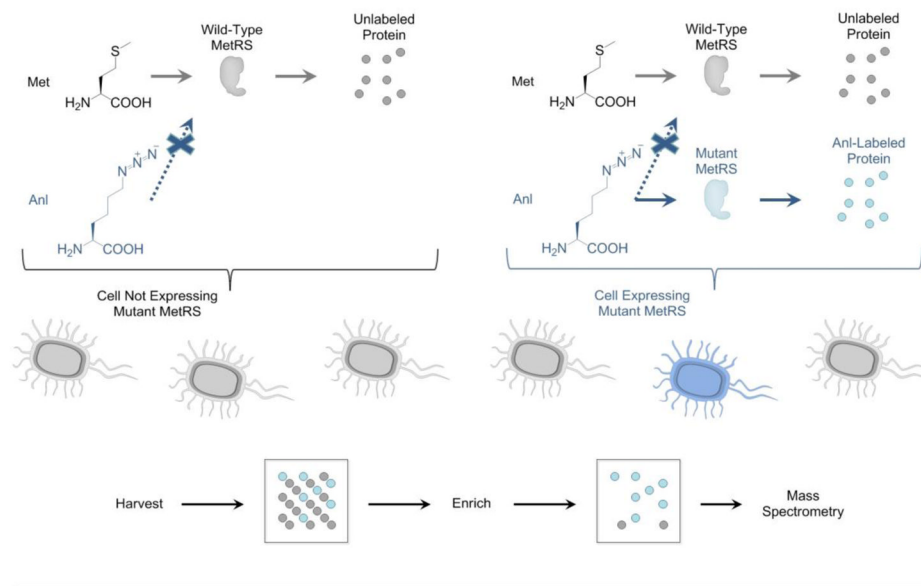 Wild-Type
MetRS
Unlabeled
Protein
Met
S
H₂N
COOH
N=N=N
+
−
Anl
H₂N
COOH
Cell Not Expressing
Mutant MetRS
Wild-Type
MetRS
Unlabeled
Protein
Met
S
H₂N
COOH
N=N=N
+
−
Mutant
MetRS
Anl-Labeled
Protein
Anl
H₂N
COOH
Cell Expressing
Mutant MetRS
Harvest
Enrich
Mass
Spectrometry